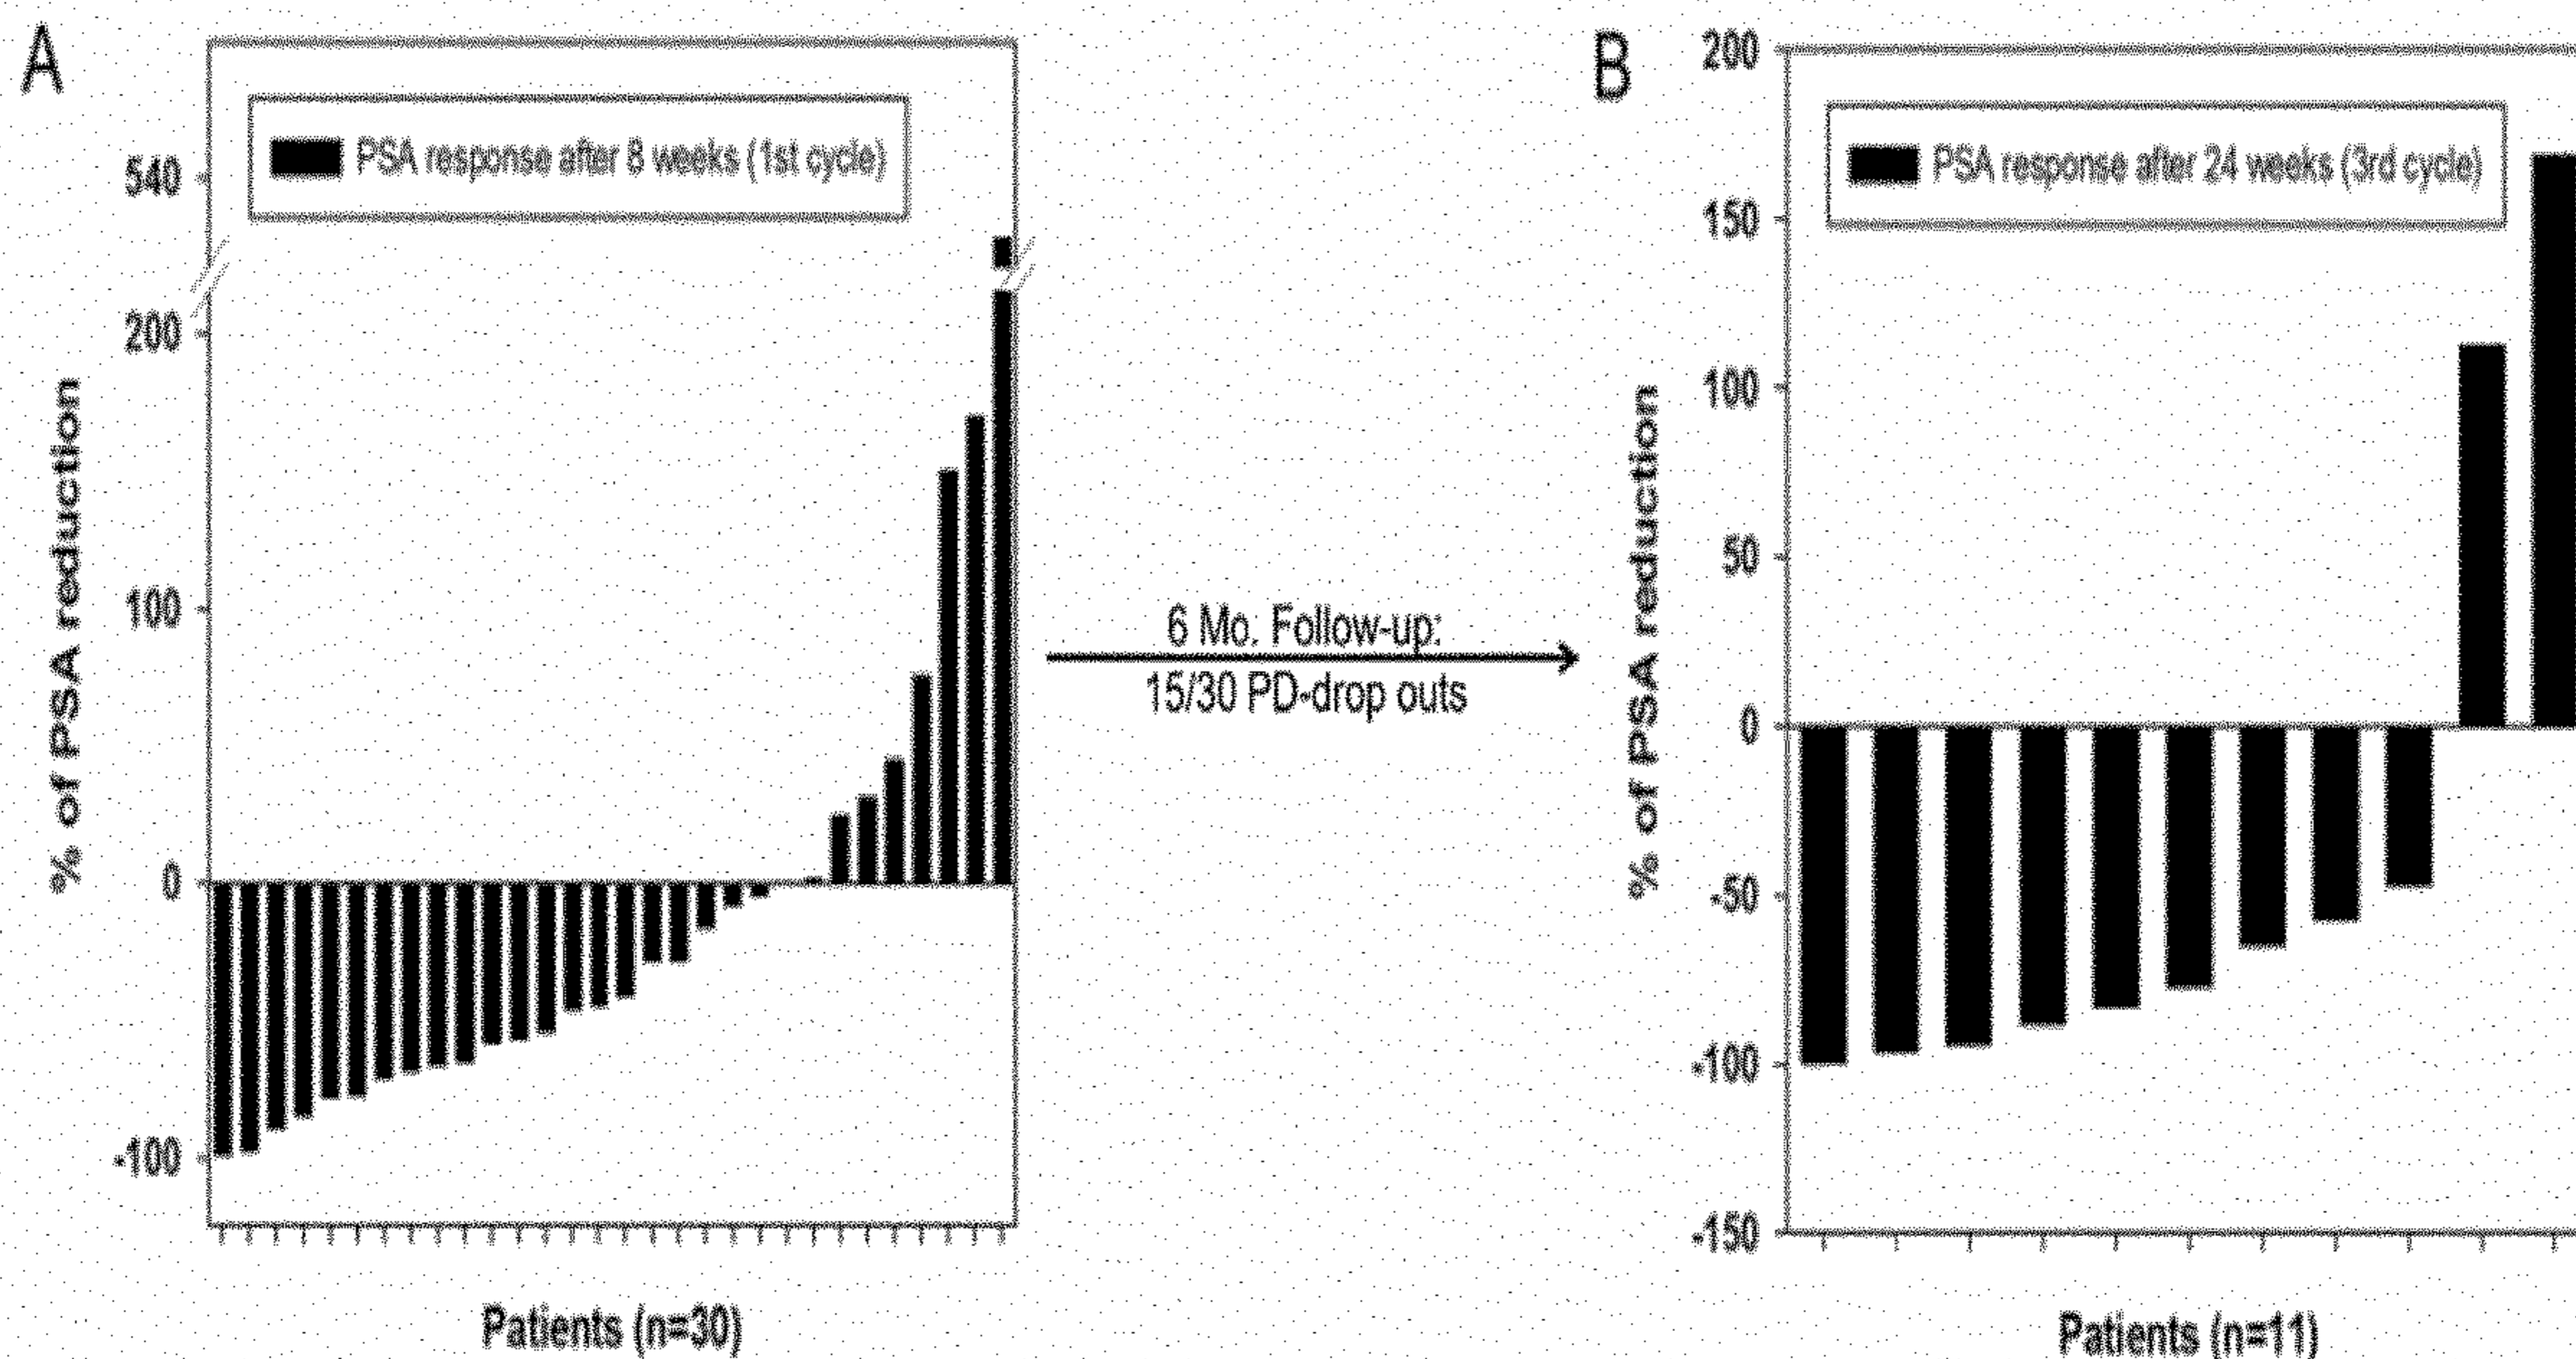 A
PSA response after 8 weeks (1st cycle)
540
200
100
0
-100
% of PSA reduction
Patients (n=30)
6 Mo. Follow-up:
15/30 PD-drop outs
B
PSA response after 24 weeks (3rd cycle)
200
150
100
50
0
-50
-100
-150
% of PSA reduction
Patients (n=11)